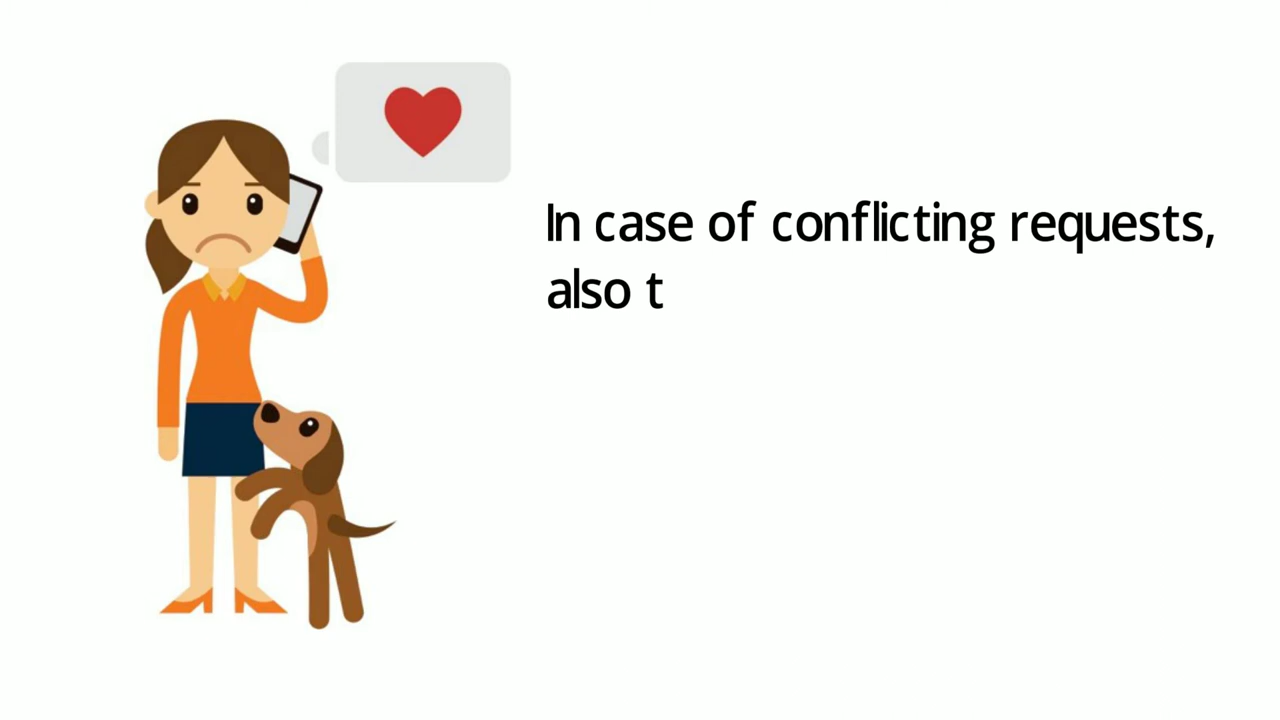 In case of conflicting requests,
also t